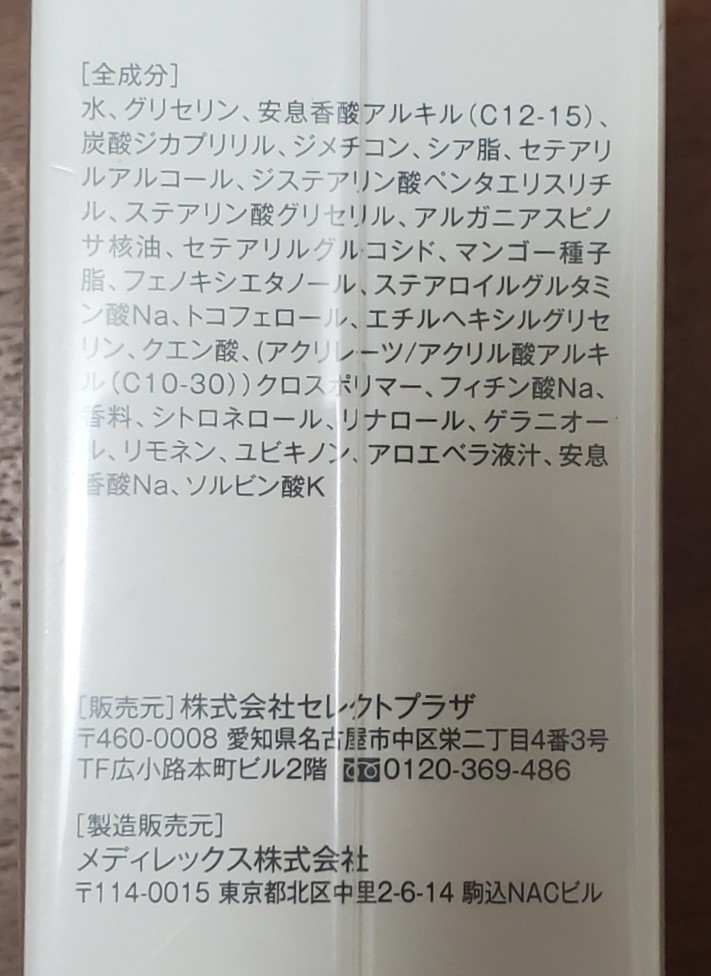 [全成分]
水、グリセリン、安息香酸アルキル(C12-15)、
炭酸ジカプリリル、ジメチコン、シア脂、セテアリ
ルアルコール、ジステアリン酸ペンタエリスリチ
ル、ステアリン酸グリセリル、アルガニアスピノ
サ核油、セテアリルグルコシド、マンゴー種子
脂、フェノキシエタノール、ステアロイルグルタミ
ン酸Na、トコフェロール、エチルヘキシルグリセ
リン、クエン酸、(アクリレーツ/アクリル酸アルキ
ル(C10-30))クロスポリマー、フィチン酸Na、
香料、シトロネロール、リナロール、ゲラニオー
ル、リモネン、ユビキノン、アロエベラ液汁、安息
香酸Na、ソルビン酸K
[販売元]株式会社セレクトプラザ
〒460-0008 愛知県名古屋市中区栄二丁目4番3号
TF広小路本町ビル2階 0120-369-486
[製造販売元]
メディレックス株式会社
〒114-0015 東京都北区中里2-6-14 駒込NACビル